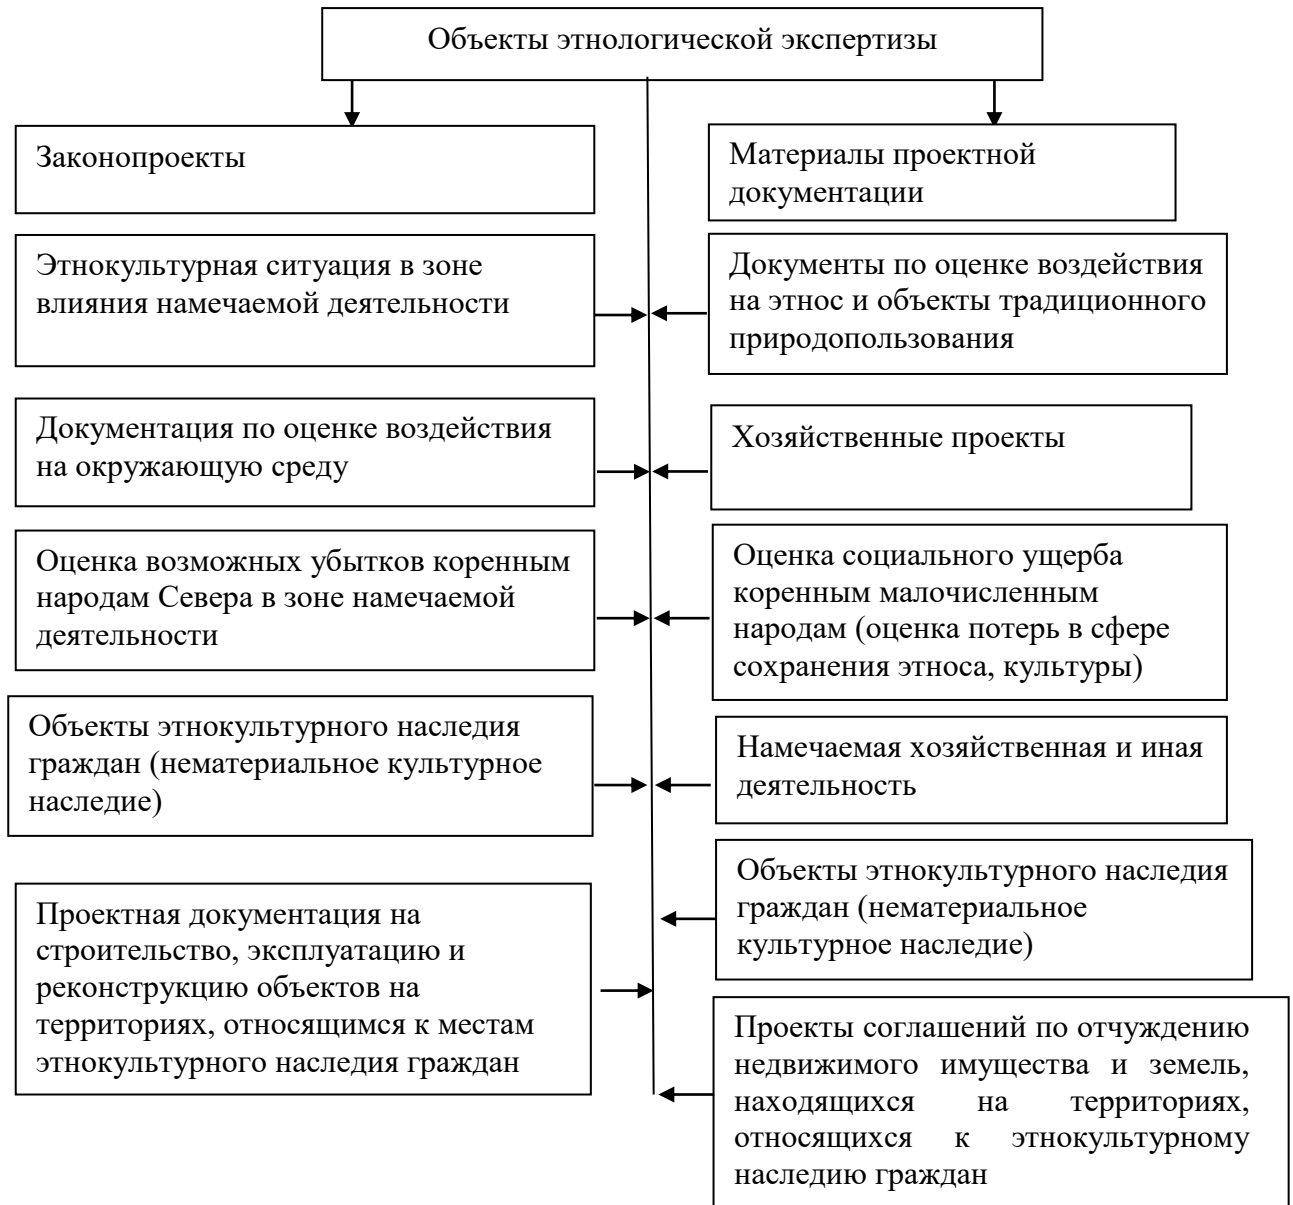 Объекты этнологической экспертизы
Законопроекты
Материалы проектной
документации
Этнокультурная ситуация в зоне
влияния намечаемой деятельности
Документы по оценке воздействия
на этнос и объекты традиционного
природопользования
Документация по оценке воздействия
на окружающую среду
Хозяйственные проекты
Оценка возможных убытков коренным
народам Севера в зоне намечаемой
деятельности
Оценка социального ущерба
коренным малочисленным
народам (оценка потерь в сфере
сохранения этноса, культуры)
Объекты этнокультурного наследия
граждан (нематериальное культурное
наследие)
Намечаемая хозяйственная и иная
деятельность
Объекты этнокультурного наследия
граждан (нематериальное
культурное наследие)
Проектная документация на
строительство, эксплуатацию и
реконструкцию объектов на
территориях, относящимся к местам
этнокультурного наследия граждан
Проекты соглашений по отчуждению
недвижимого имущества и земель,
находящихся на территориях,
относящихся к этнокультурному
наследию граждан